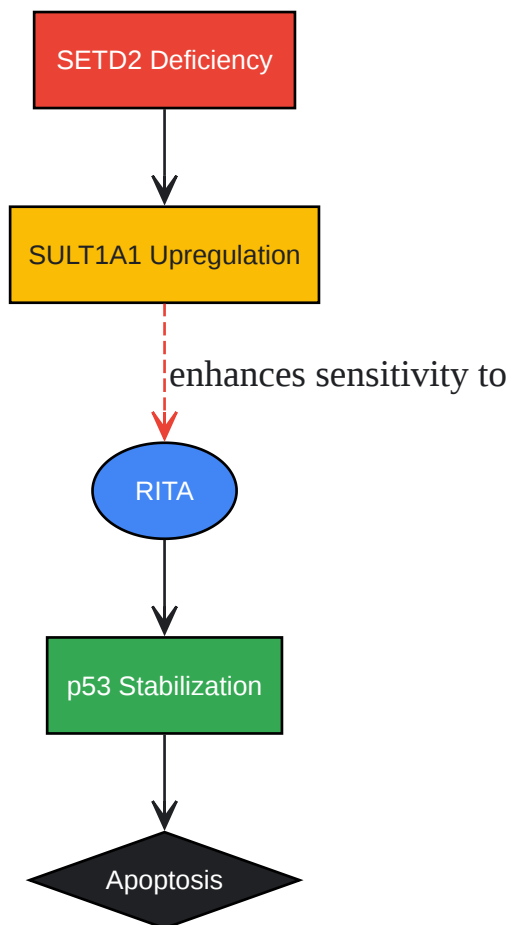 SETD2 Deficiency
SULT1A1 Upregulation
enhances sensitivity to
RITA
p53 Stabilization
Apoptosis